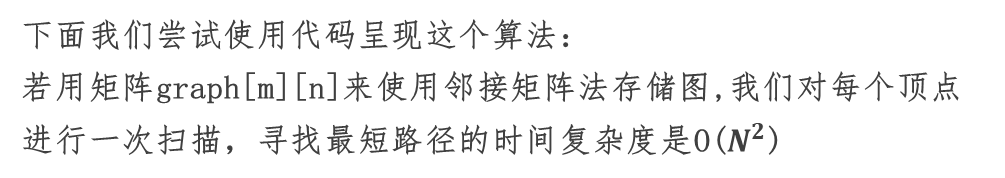 下面我们尝试使用代码呈现这个算法：
若用矩阵graph[m][n]来使用邻接矩阵法存储图,我们对每个顶点
进行一次扫描，寻找最短路径的时间复杂度是O(N²)